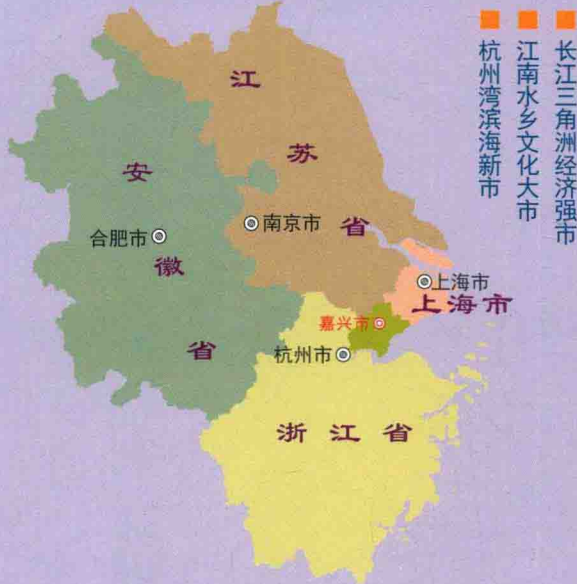 长江三角洲经济强市
江南水乡文化大市
杭州湾滨海新市
江苏省
安徽省
南京市
合肥市
上海市
上海市
嘉兴市
杭州市
浙江省